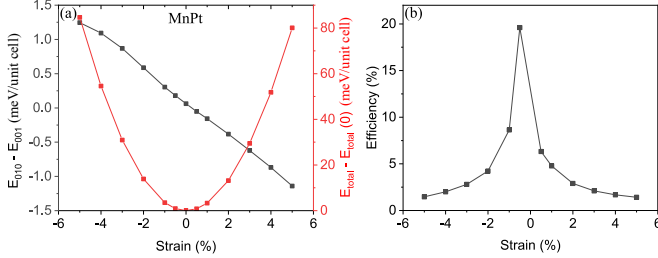 (a)
MnPt
E010 - E001 (meV/unit cell)
1.5
1.0
0.5
0.0
-0.5
-1.0
-1.5
-6 -4 -2 0 2 4 6
Strain (%)
80
60
40
20
0
Etotal - Etotal (0) (meV/unit cell)
(b)
Efficiency (%)
20
15
10
5
0
-6 -4 -2 0 2 4 6
Strain (%)